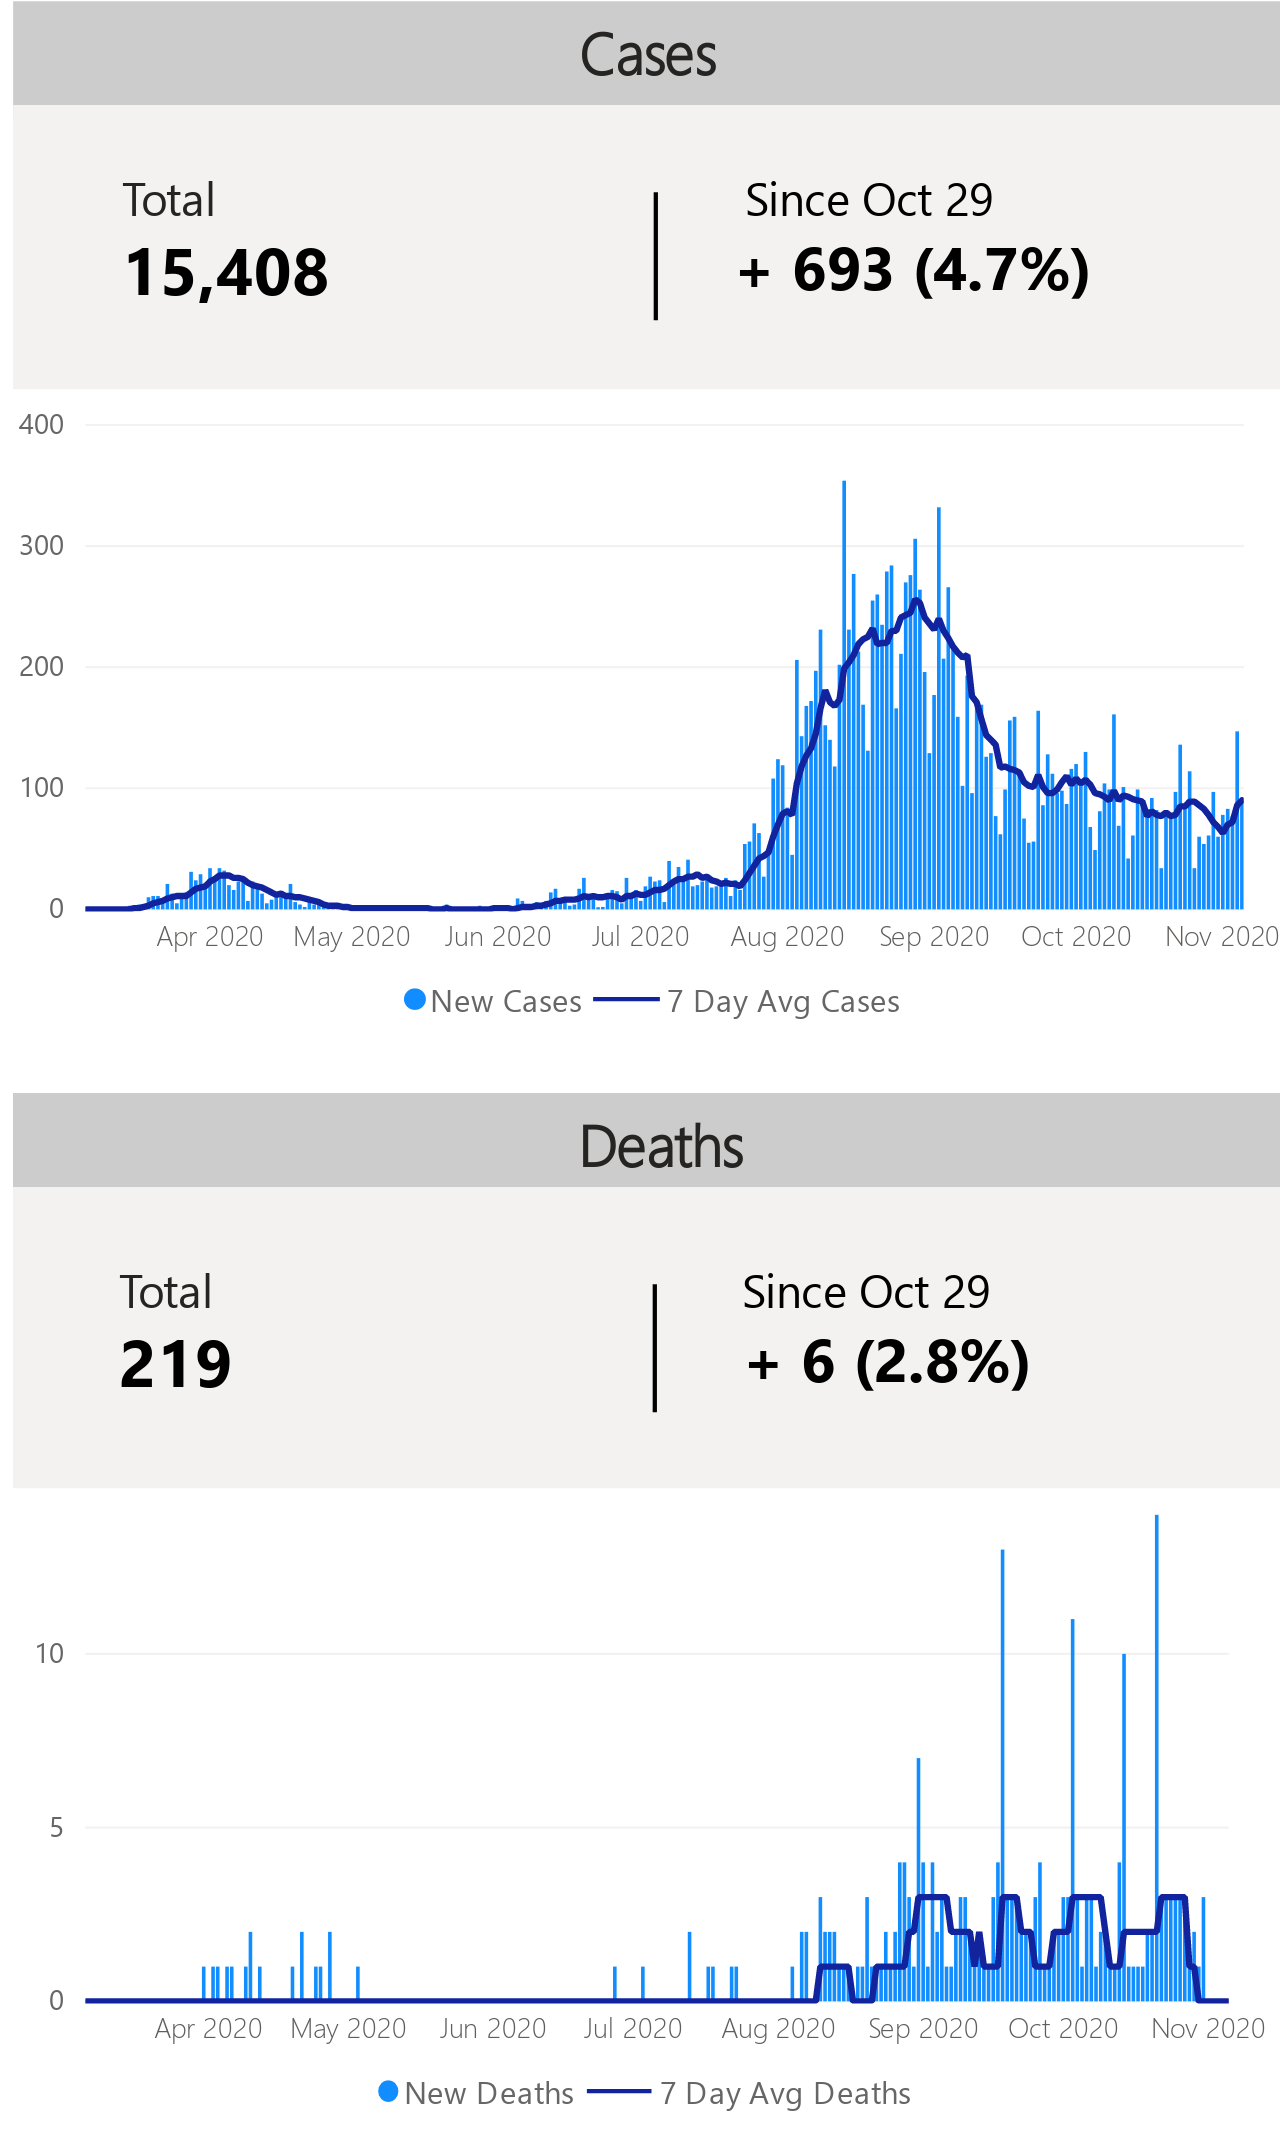 Cases
Total
Since Oct 29
15,408
+ 693 (4.7%)
400
300
200
100
0
Apr 2020 May 2020 Jun 2020 Jul 2020 Aug 2020 Sep 2020 Oct 2020 Nov 2020
New Cases 7 Day Avg Cases
Deaths
Total
Since Oct 29
219
+ 6 (2.8%)
10
5
0
Apr 2020 May 2020 Jun 2020 Jul 2020 Aug 2020 Sep 2020 Oct 2020 Nov 2020
New Deaths 7 Day Avg Deaths